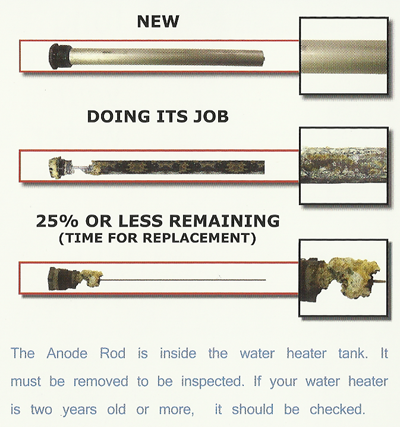 NEW
DOING ITS JOB
25% OR LESS REMAINING
(TIME FOR REPLACEMENT)
The Anode Rod is inside the water heater tank. It
must be removed to be inspected. If your water heater
is two years old or more, it should be checked.